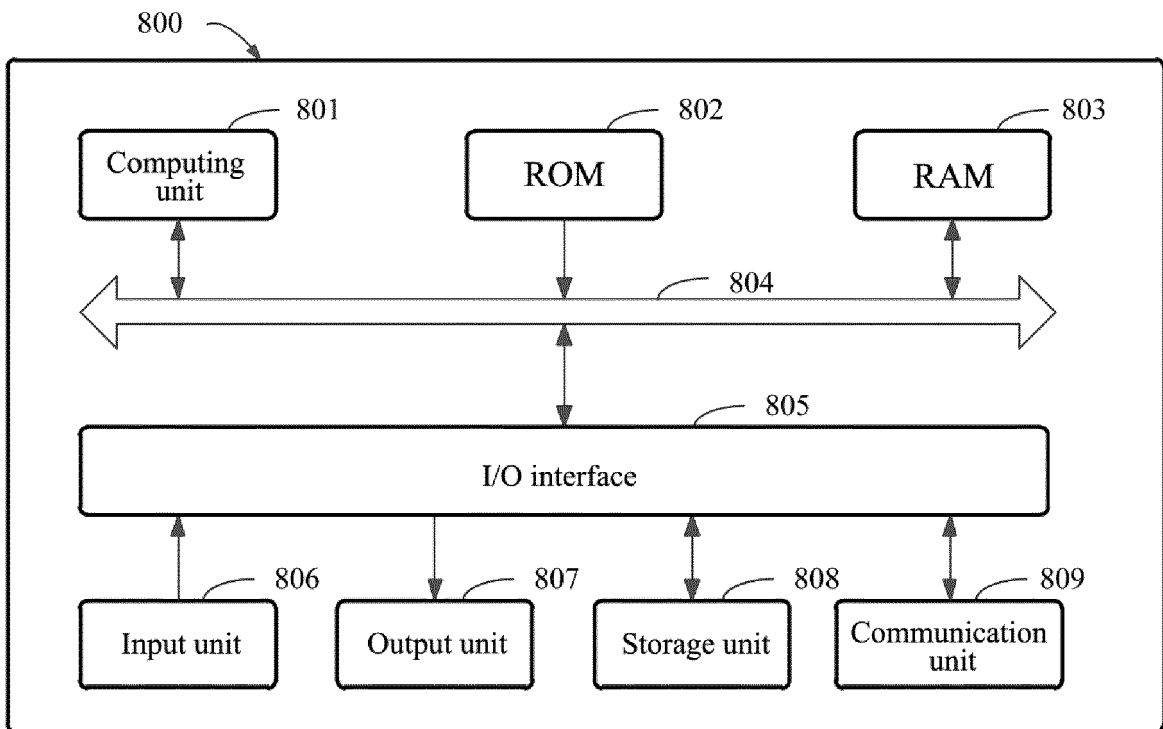 800
801
802
803
Computing
unit
ROM
RAM
804
805
I/O interface
806
807
808
809
Input unit
Output unit
Storage unit
Communication
unit